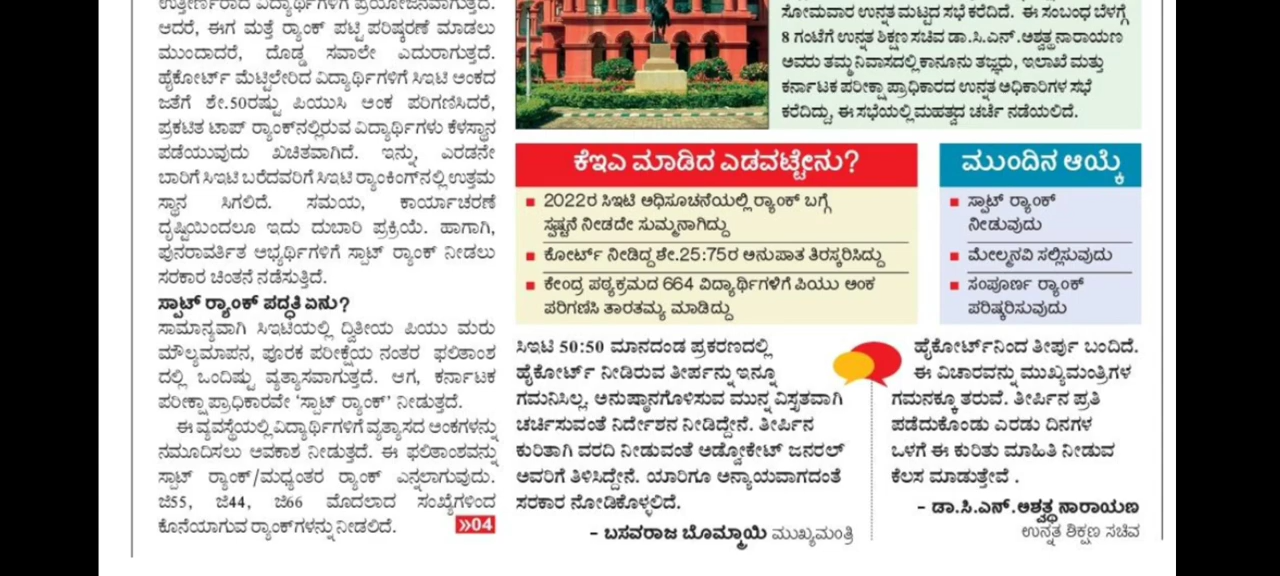 ಉತ್ತೀರ್ಣರಾದ ವಿದ್ಯಾರ್ಥಿಗಳಿಗೆ ಪ್ರಯೋಜನವಾಗುತ್ತದೆ.
ಆದರೆ, ಈಗ ಮತ್ತೆ ರ‍್ಯಾಂಕ್ ಪಟ್ಟಿ ಪರಿಷ್ಕರಣೆ ಮಾಡಲು
ಮುಂದಾದರೆ, ದೊಡ್ಡ ಸವಾಲೇ ಎದುರಾಗುತ್ತದೆ.
ಹೈಕೋರ್ಟ್ ಮೆಟ್ಟಿಲೇರಿದ ವಿದ್ಯಾರ್ಥಿಗಳಿಗೆ ಸಿಇಟಿ ಅಂಕದ
ಜತೆಗೆ ಶೇ.50ರಷ್ಟು ಪಿಯುಸಿ ಅಂಕ ಪರಿಗಣಿಸಿದರೆ,
ಪ್ರಕಟಿತ ಟಾಪ್ ರ‍್ಯಾಂಕ್‌ನಲ್ಲಿರುವ ವಿದ್ಯಾರ್ಥಿಗಳು ಕೆಳಸ್ಥಾನ
ಪಡೆಯುವುದು ಖಚಿತವಾಗಿದೆ. ಇನ್ನು, ಎರಡನೇ
ಬಾರಿಗೆ ಸಿಇಟಿ ಬರೆದವರಿಗೆ ಸಿಇಟಿ ರ‍್ಯಾಂಕಿಂಗ್‌ನಲ್ಲಿ ಉತ್ತಮ
ಸ್ಥಾನ ಸಿಗಲಿದೆ. ಸಮಯ, ಕಾರ್ಯಾಚರಣೆ
ದೃಷ್ಟಿಯಿಂದಲೂ ಇದು ದುಬಾರಿ ಪ್ರಕ್ರಿಯೆ. ಹಾಗಾಗಿ,
ಪುನರಾವರ್ತಿತ ಅಭ್ಯರ್ಥಿಗಳಿಗೆ ಸ್ಪಾಟ್ ರ‍್ಯಾಂಕ್ ನೀಡಲು
ಸರಕಾರ ಚಿಂತನೆ ನಡೆಸುತ್ತಿದೆ.
ಸ್ಪಾಟ್ ರ‍್ಯಾಂಕ್ ಪದ್ಧತಿ ಏನು?
ಸಾಮಾನ್ಯವಾಗಿ ಸಿಇಟಿಯಲ್ಲಿ ದ್ವಿತೀಯ ಪಿಯು ಮರು
ಮೌಲ್ಯಮಾಪನ, ಪೂರಕ ಪರೀಕ್ಷೆಯ ನಂತರ ಫಲಿತಾಂಶ
ದಲ್ಲಿ ಒಂದಿಷ್ಟು ವ್ಯತ್ಯಾಸವಾಗುತ್ತದೆ. ಆಗ, ಕರ್ನಾಟಕ
ಪರೀಕ್ಷಾ ಪ್ರಾಧಿಕಾರವೇ 'ಸ್ಪಾಟ್ ರ‍್ಯಾಂಕ್' ನೀಡುತ್ತದೆ.
ಈ ವ್ಯವಸ್ಥೆಯಲ್ಲಿ ವಿದ್ಯಾರ್ಥಿಗಳಿಗೆ ವ್ಯತ್ಯಾಸದ ಅಂಕಗಳನ್ನು
ನಮೂದಿಸಲು ಅವಕಾಶ ನೀಡುತ್ತದೆ. ಈ ಫಲಿತಾಂಶವನ್ನು
ಸ್ಪಾಟ್ ರ‍್ಯಾಂಕ್/ಮಧ್ಯಂತರ ರ‍್ಯಾಂಕ್ ಎನ್ನಲಾಗುವುದು.
ಜಿ55, ಜಿ44, ಜಿ66 ಮೊದಲಾದ ಸಂಖ್ಯೆಗಳಿಂದ
ಕೊನೆಯಾಗುವ ರ‍್ಯಾಂಕ್‌ಗಳನ್ನು ನೀಡಲಿದೆ. »04
ಸೋಮವಾರ ಉನ್ನತ ಮಟ್ಟದ ಸಭೆ ಕರೆದಿದೆ. ಈ ಸಂಬಂಧ ಬೆಳಗ್ಗೆ
8 ಗಂಟೆಗೆ ಉನ್ನತ ಶಿಕ್ಷಣ ಸಚಿವ ಡಾ.ಸಿ.ಎನ್.ಅಶ್ವತ್ಥನಾರಾಯಣ
ಅವರು ತಮ್ಮ ನಿವಾಸದಲ್ಲಿ ಕಾನೂನು ತಜ್ಞರು, ಇಲಾಖೆ ಮತ್ತು
ಕರ್ನಾಟಕ ಪರೀಕ್ಷಾ ಪ್ರಾಧಿಕಾರದ ಉನ್ನತ ಅಧಿಕಾರಿಗಳ ಸಭೆ
ಕರೆದಿದ್ದು, ಈ ಸಭೆಯಲ್ಲಿ ಮಹತ್ವದ ಚರ್ಚೆ ನಡೆಯಲಿದೆ.
ಕೆಇಎ ಮಾಡಿದ ಎಡವಟ್ಟೇನು?
2022ರ ಸಿಇಟಿ ಅಧಿಸೂಚನೆಯಲ್ಲಿ ರ‍್ಯಾಂಕ್ ಬಗ್ಗೆ
ಸ್ಪಷ್ಟನೆ ನೀಡದೇ ಸುಮ್ಮನಾಗಿದ್ದು
ಕೋರ್ಟ್ ನೀಡಿದ್ದ ಶೇ.25:75ರ ಅನುಪಾತ ತಿರಸ್ಕರಿಸಿದ್ದು
ಕೇಂದ್ರ ಪಠ್ಯಕ್ರಮದ 664 ವಿದ್ಯಾರ್ಥಿಗಳಿಗೆ ಪಿಯು ಅಂಕ
ಪರಿಗಣಿಸಿ ತಾರತಮ್ಯ ಮಾಡಿದ್ದು
ಮುಂದಿನ ಆಯ್ಕೆ
ಸ್ಪಾಟ್ ರ‍್ಯಾಂಕ್
ನೀಡುವುದು
ಮೇಲ್ಮನವಿ ಸಲ್ಲಿಸುವುದು
ಸಂಪೂರ್ಣ ರ‍್ಯಾಂಕ್
ಪರಿಷ್ಕರಿಸುವುದು
ಸಿಇಟಿ 50:50 ಮಾನದಂಡ ಪ್ರಕರಣದಲ್ಲಿ
ಹೈಕೋರ್ಟ್ ನೀಡಿರುವ ತೀರ್ಪನ್ನು ಇನ್ನೂ
ಗಮನಿಸಿಲ್ಲ. ಅನುಷ್ಠಾನಗೊಳಿಸುವ ಮುನ್ನ ವಿಸ್ತೃತವಾಗಿ
ಚರ್ಚಿಸುವಂತೆ ನಿರ್ದೇಶನ ನೀಡಿದ್ದೇನೆ. ತೀರ್ಪಿನ
ಕುರಿತಾಗಿ ವರದಿ ನೀಡುವಂತೆ ಅಡ್ವೋಕೇಟ್ ಜನರಲ್
ಅವರಿಗೆ ತಿಳಿಸಿದ್ದೇನೆ. ಯಾರಿಗೂ ಅನ್ಯಾಯವಾಗದಂತೆ
ಸರಕಾರ ನೋಡಿಕೊಳ್ಳಲಿದೆ.
- ಬಸವರಾಜ ಬೊಮ್ಮಾಯಿ ಮುಖ್ಯಮಂತ್ರಿ
ಹೈಕೋರ್ಟ್‌ನಿಂದ ತೀರ್ಪು ಬಂದಿದೆ.
ಈ ವಿಚಾರವನ್ನು ಮುಖ್ಯಮಂತ್ರಿಗಳ
ಗಮನಕ್ಕೂ ತರುವೆ. ತೀರ್ಪಿನ ಪ್ರತಿ
ಪಡೆದುಕೊಂಡು ಎರಡು ದಿನಗಳ
ಒಳಗೆ ಈ ಕುರಿತು ಮಾಹಿತಿ ನೀಡುವ
ಕೆಲಸ ಮಾಡುತ್ತೇವೆ .
- ಡಾ.ಸಿ.ಎನ್.ಅಶ್ವತ್ಥ ನಾರಾಯಣ
ಉನ್ನತ ಶಿಕ್ಷಣ ಸಚಿವ